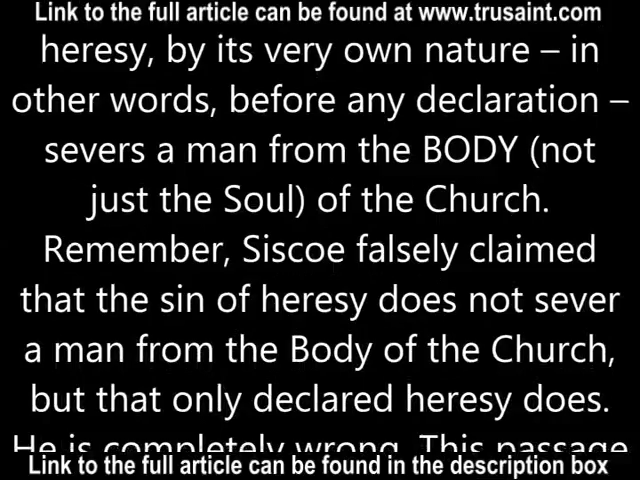 Link to the full article can be found at www.trusaint.com
heresy, by its very own nature – in
other words, before any declaration –
severs a man from the BODY (not
just the Soul) of the Church.
Remember, Siscoe falsely claimed
that the sin of heresy does not sever
a man from the Body of the Church,
but that only declared heresy does.
He is completely wrong. This passage
Link to the full article can be found in the description box